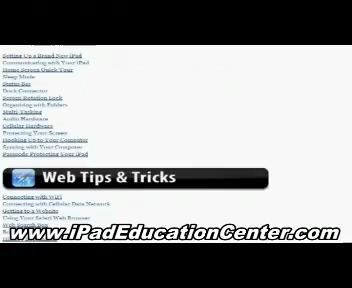 Setting Up a Brand New iPad
Communicating with Your iPad
Home Screen Quick Tour
Sleep Mode
Status Bar
Dock Connector
Screen Rotation Lock
Organizing with Folders
Multi-Tasking
Audio Hardware
Cellular Hardware
Protecting Your Screen
Hooking Up to Your Computer
Syncing with Your Computer
Passcode Protecting Your iPad
Web Tips & Tricks
Connecting with WiFi
Connecting with Cellular Data Network
Getting to a Website
Using Your Safari Web Browser
Web Search Box
www.iPadEducationCenter.com